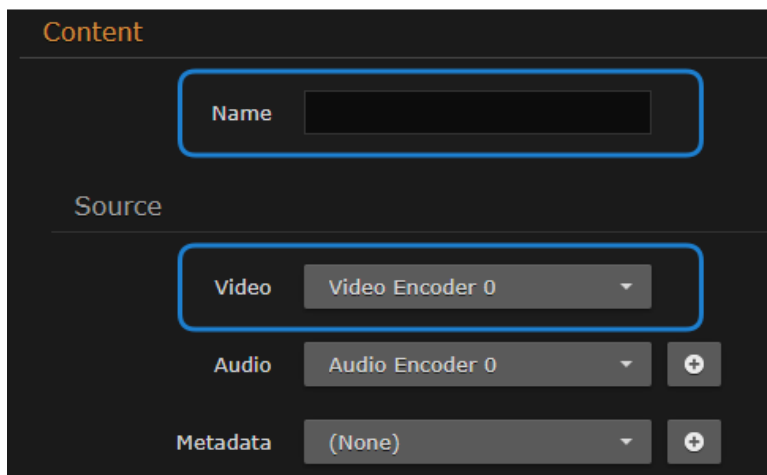 Content
Name
Source
Video Video Encoder 0
Audio Audio Encoder 0
Metadata (None)